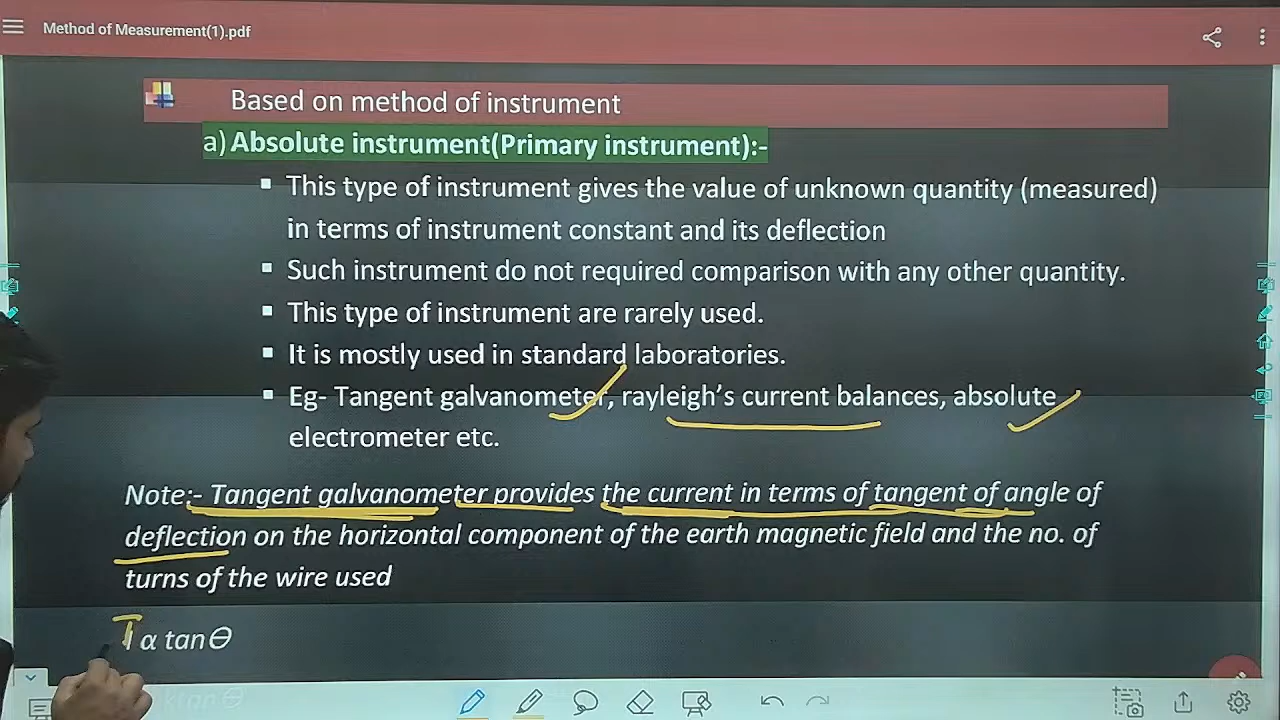 Method of Measurement(1).pdf
Based on method of instrument
a) Absolute instrument(Primary instrument):-
▪ This type of instrument gives the value of unknown quantity (measured)
in terms of instrument constant and its deflection
▪ Such instrument do not required comparison with any other quantity.
▪ This type of instrument are rarely used.
▪ It is mostly used in standard laboratories.
▪ Eg- Tangent galvanometer, rayleigh's current balances, absolute
electrometer etc.
Note:- Tangent galvanometer provides the current in terms of tangent of angle of
deflection on the horizontal component of the earth magnetic field and the no. of
turns of the wire used
I α tanθ
ktanθ